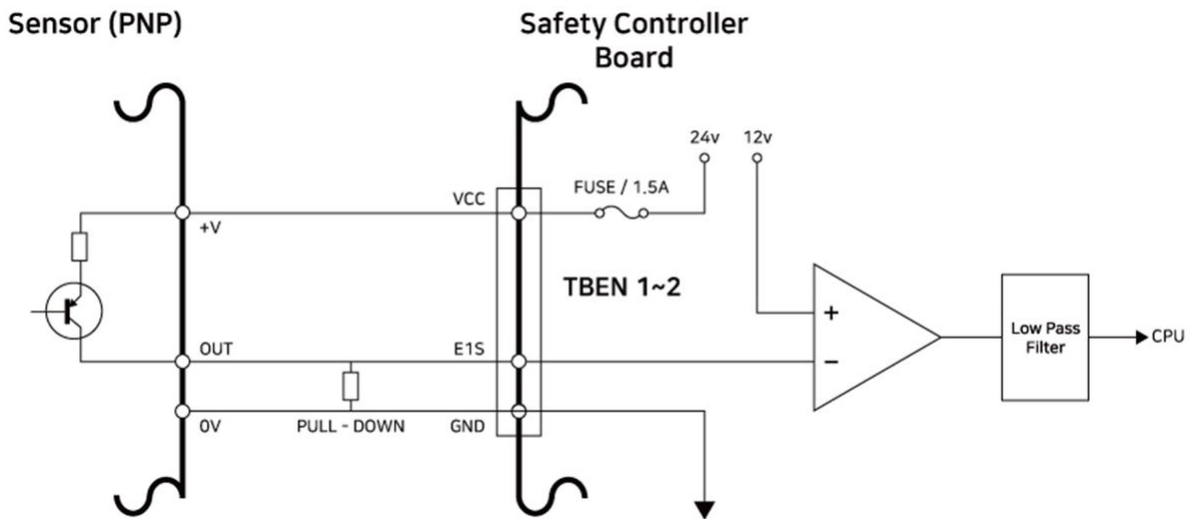 Sensor (PNP)
Safety Controller
Board
24v
12v
FUSE / 1.5A
VCC
+V
TBEN 1~2
+
Low Pass
Filter
CPU
OUT
E1S
−
0V
PULL - DOWN
GND